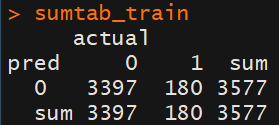 > sumtab_train
actual
pred 0 1 sum
0 3397 180 3577
sum 3397 180 3577